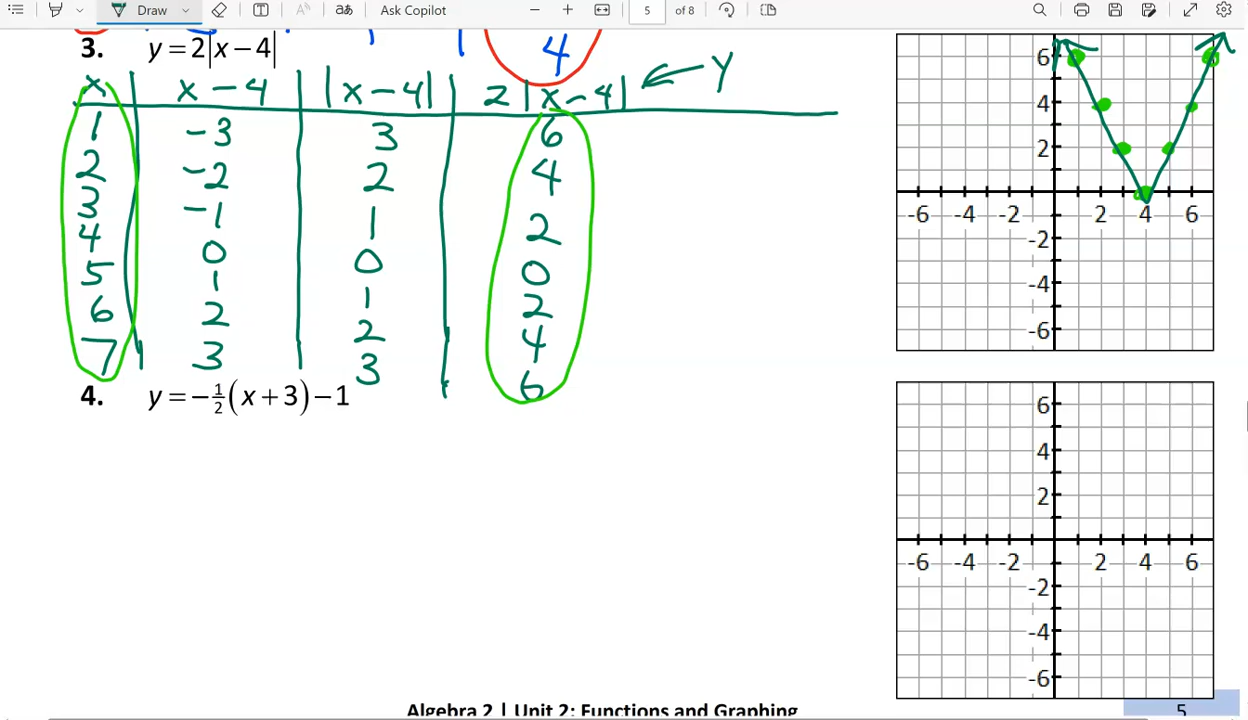 Draw aあ Ask Copilot 5 of 8
4
3. y = 2|x − 4|
x x − 4 |x − 4| 2|x − 4| ← y
1 −3 3 6
2 −2 2 4
3 −1 1 2
4 0 0 0
5 1 1 2
6 2 2 4
7 3 3 6
6
4
2
-6 -4 -2 2 4 6
-2
-4
-6
4. y = −½(x + 3) − 1
6
4
2
-6 -4 -2 2 4 6
-2
-4
-6
Algebra 2 | Unit 2: Functions and Graphing 5